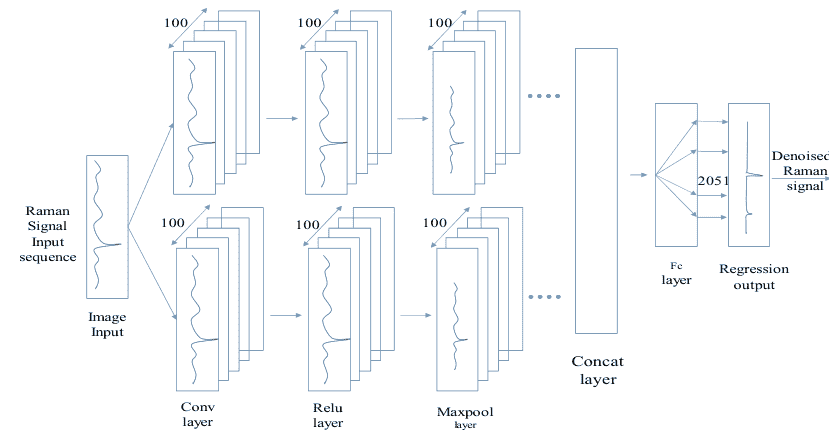 100
100
100
Raman
Signal
Input
sequence
Image
Input
100
100
100
Conv
layer
Relu
layer
Maxpool
layer
Concat
layer
Fc
layer
2051
Regression
output
Denoised
Raman
signal